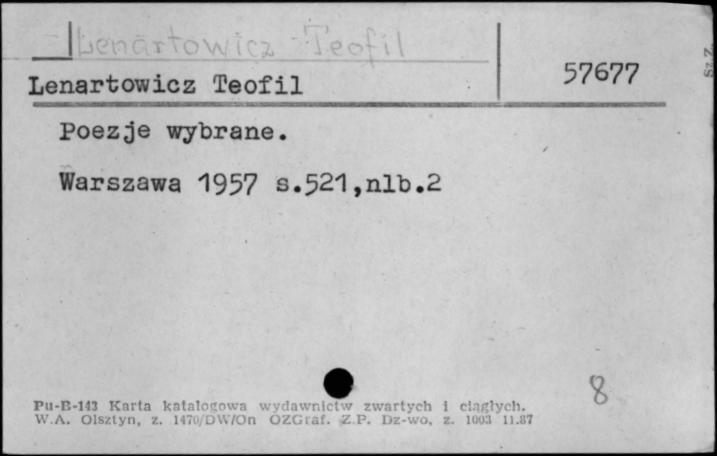 Lenartowicz Teofil
Lenartowicz Teofil
57677
Sz.Z.
Poezje wybrane.
Warszawa 1957 s.521,nlb.2
8
Pu-B-143 Karta katalogowa wydawnictw zwartych i ciągłych.
W.A. Olsztyn, z. 1470/DW/On OZGraf. Z.P. Dz-wo, z. 1003 11.87